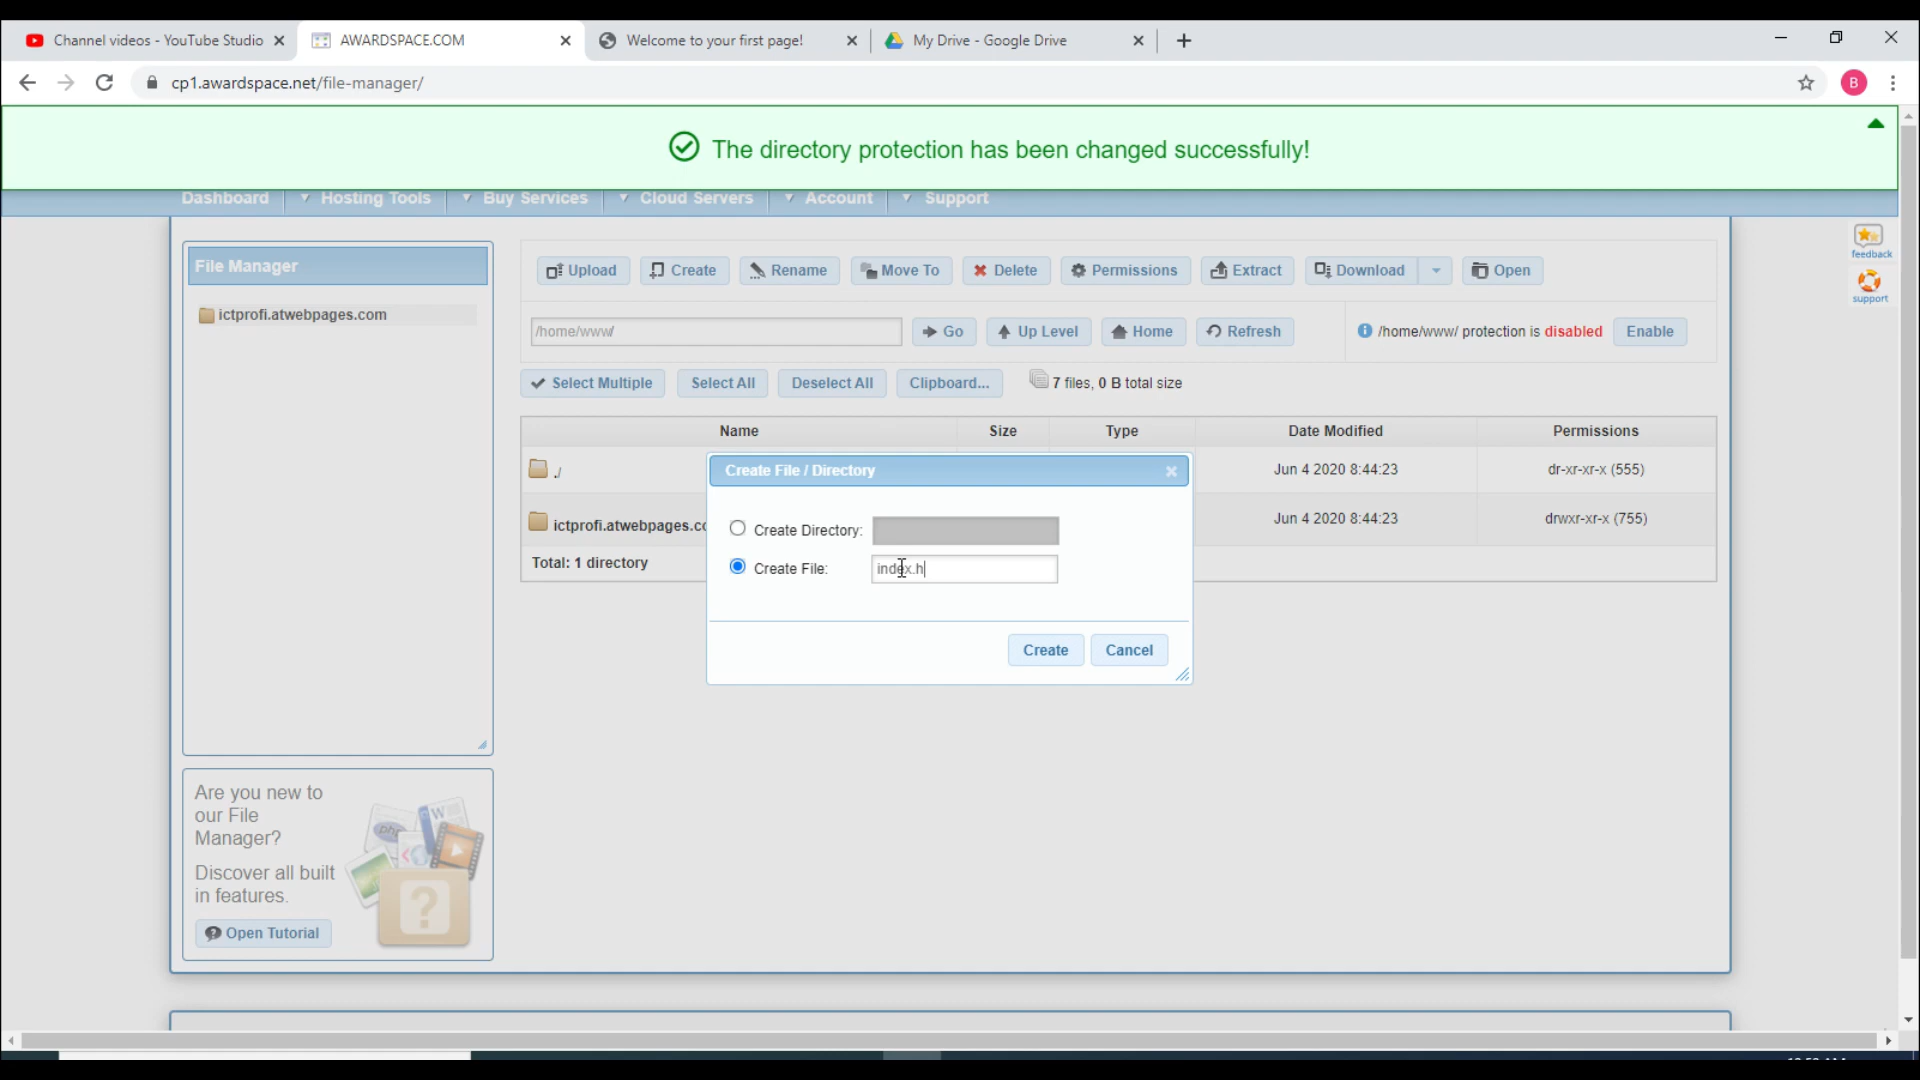 Channel videos - YouTube Studio
AWARDSPACE.COM
Welcome to your first page!
My Drive - Google Drive
cp1.awardspace.net/file-manager/
B
The directory protection has been changed successfully!
Dashboard
Hosting Tools
Buy Services
Cloud Servers
Account
Support
feedback
support
File Manager
ictprofi.atwebpages.com
Upload
Create
Rename
Move To
Delete
Permissions
Extract
Download
Open
/home/www/
Go
Up Level
Home
Refresh
/home/www/ protection is disabled
Enable
Select Multiple
Select All
Deselect All
Clipboard...
7 files, 0 B total size
Name
Size
Type
Date Modified
Permissions
./
Jun 4 2020 8:44:23
dr-xr-xr-x (555)
ictprofi.atwebpages.co
Jun 4 2020 8:44:23
drwxr-xr-x (755)
Total: 1 directory
Create File / Directory
Create Directory:
Create File:
index.h
Create
Cancel
Are you new to
our File
Manager?
Discover all built
in features.
Open Tutorial